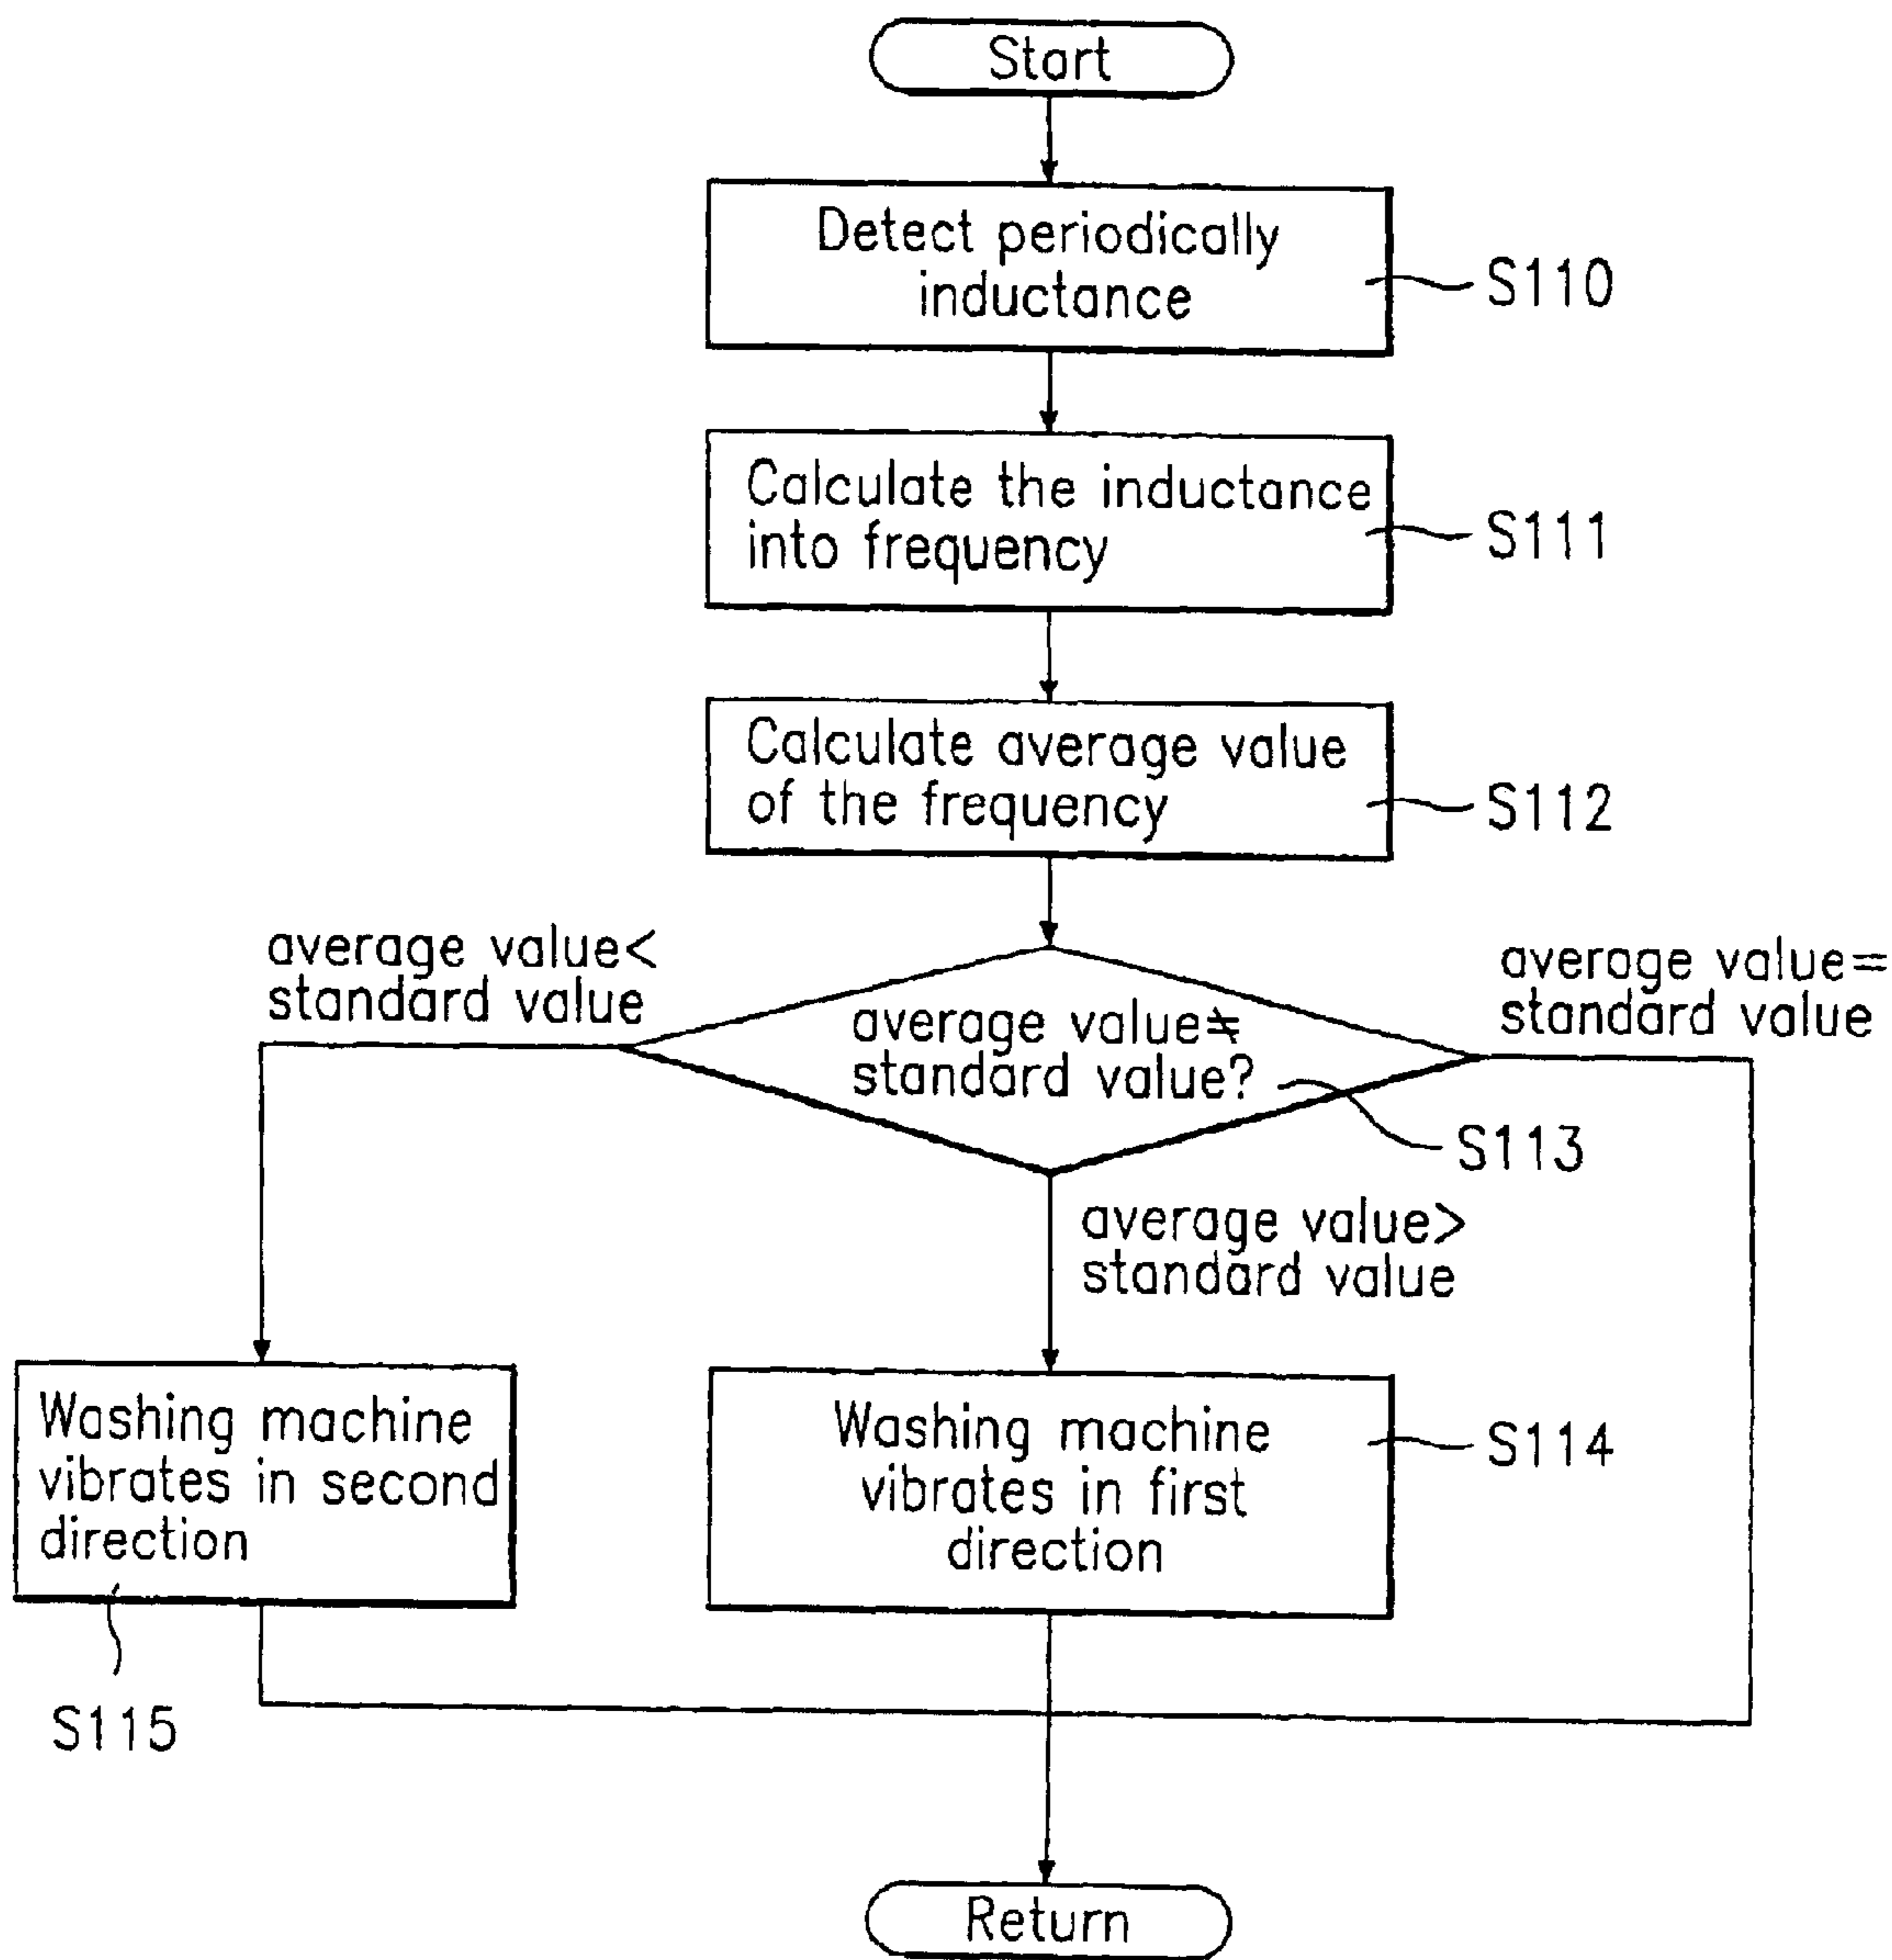 Start
Detect periodically
inductance
S110
Calculate the inductance
into frequency
S111
Calculate average value
of the frequency
S112
average value<
standard value
average value=
standard value
average value≠
standard value?
S113
average value>
standard value
Washing machine
vibrates in second
direction
S115
Washing machine
vibrates in first
direction
S114
Return